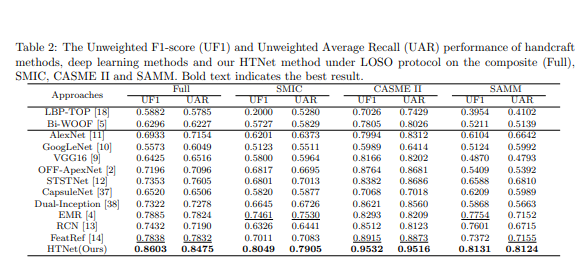 Table 2: The Unweighted F1-score (UF1) and Unweighted Average Recall (UAR) performance of handcraft
methods, deep learning methods and our HTNet method under LOSO protocol on the composite (Full),
SMIC, CASME II and SAMM. Bold text indicates the best result.
Approaches Full SMIC CASME II SAMM
UF1 UAR UF1 UAR UF1 UAR UF1 UAR
LBP-TOP [18] 0.5882 0.5785 0.2000 0.5280 0.7026 0.7429 0.3954 0.4102
Bi-WOOF [5] 0.6296 0.6227 0.5727 0.5829 0.7805 0.8026 0.5211 0.5139
AlexNet [11] 0.6933 0.7154 0.6201 0.6373 0.7994 0.8312 0.6104 0.6642
GoogLeNet [10] 0.5573 0.6049 0.5123 0.5511 0.5989 0.6414 0.5124 0.5992
VGG16 [9] 0.6425 0.6516 0.5800 0.5964 0.8166 0.8202 0.4870 0.4793
OFF-ApexNet [2] 0.7196 0.7096 0.6817 0.6695 0.8764 0.8681 0.5409 0.5392
STSTNet [12] 0.7353 0.7605 0.6801 0.7013 0.8382 0.8686 0.6588 0.6810
CapsuleNet [37] 0.6520 0.6506 0.5820 0.5877 0.7068 0.7018 0.6209 0.5989
Dual-Inception [38] 0.7322 0.7278 0.6645 0.6726 0.8621 0.8560 0.5868 0.5663
EMR [4] 0.7885 0.7824 0.7461 0.7530 0.8293 0.8209 0.7754 0.7152
RCN [13] 0.7432 0.7190 0.6326 0.6441 0.8512 0.8123 0.7601 0.6715
FeatRef [14] 0.7838 0.7832 0.7011 0.7083 0.8915 0.8873 0.7372 0.7155
HTNet(Ours) 0.8603 0.8475 0.8049 0.7905 0.9532 0.9516 0.8131 0.8124